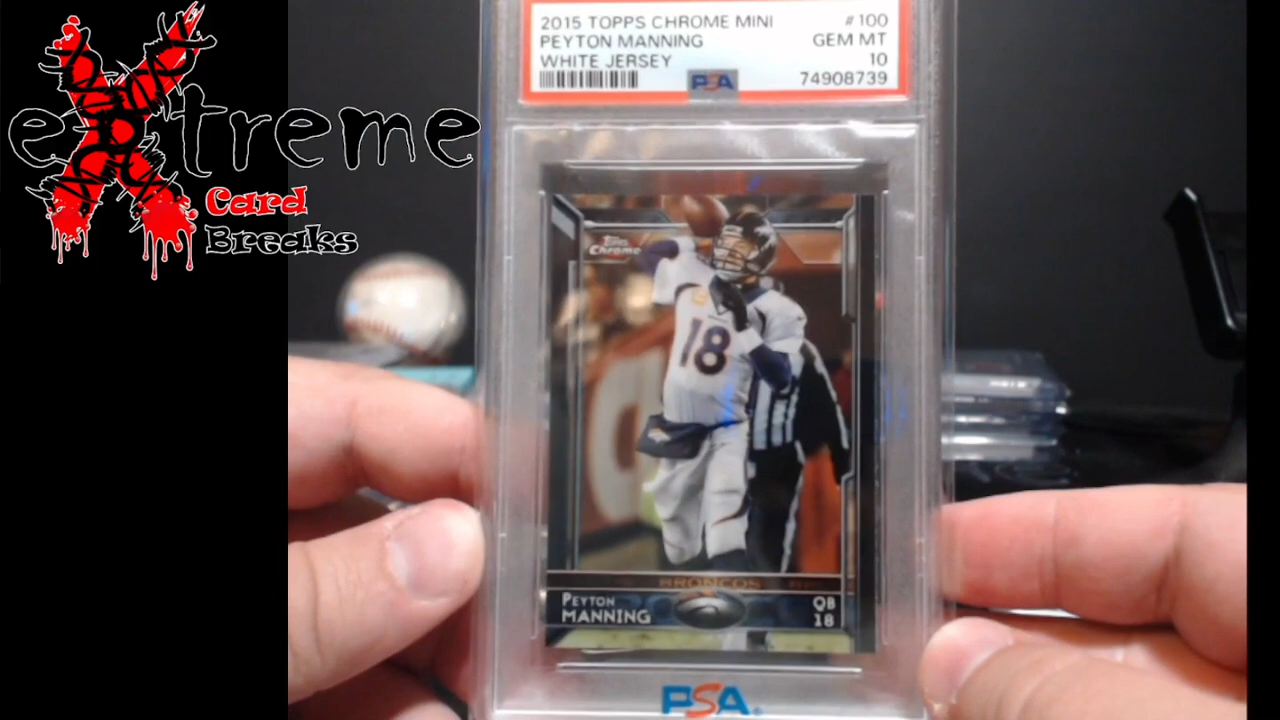 extreme
Card
Breaks
2015 TOPPS CHROME MINI #100
PEYTON MANNING GEM MT
WHITE JERSEY 10
PSA 74908739
Topps
Chrome
18
BRONCOS
PEYTON QB
MANNING 18
PSA